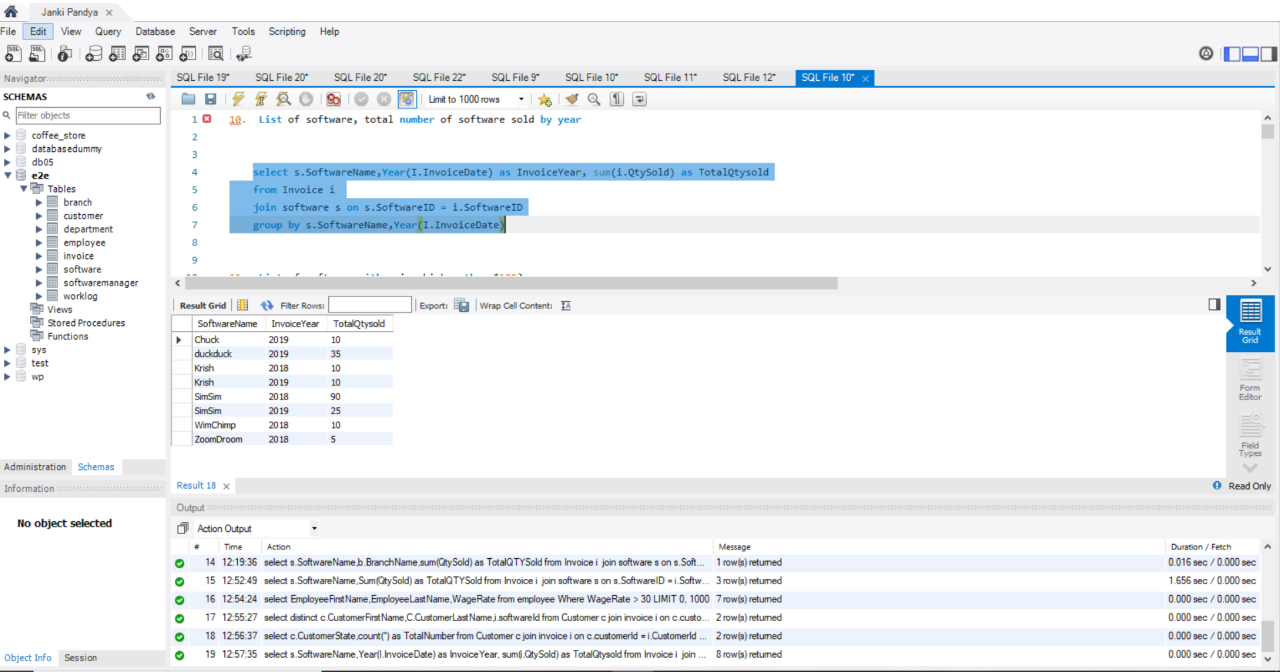 Janki Pandya
File Edit View Query Database Server Tools Scripting Help
Navigator
SCHEMAS
Filter objects
coffee_store
databasedummy
db05
e2e
Tables
branch
customer
department
employee
invoice
software
softwaremanager
worklog
Views
Stored Procedures
Functions
sys
test
wp
Administration Schemas
Information
No object selected
Object Info Session
SQL File 19* SQL File 20* SQL File 20* SQL File 22* SQL File 9* SQL File 10* SQL File 11* SQL File 12* SQL File 10*
Limit to 1000 rows
1 10. List of software, total number of software sold by year
2
3
4 select s.SoftwareName,Year(I.InvoiceDate) as InvoiceYear, sum(i.QtySold) as TotalQtysold
5 from Invoice i
6 join software s on s.SoftwareID = i.SoftwareID
7 group by s.SoftwareName,Year(I.InvoiceDate)
8
9
Result Grid Filter Rows: Export: Wrap Cell Content:
SoftwareName InvoiceYear TotalQtysold
Chuck 2019 10
duckduck 2019 35
Krish 2018 10
Krish 2019 10
SimSim 2018 90
SimSim 2019 25
WimChimp 2018 10
ZoomDroom 2018 5
Result Grid
Form Editor
Field Types
Result 18 Read Only
Output
Action Output
# Time Action Message Duration / Fetch
14 12:19:36 select s.SoftwareName,b.BranchName,sum(QtySold) as TotalQTYSold from Invoice i join software s on s.Soft... 1 row(s) returned 0.016 sec / 0.000 sec
15 12:52:49 select s.SoftwareName,Sum(QtySold) as TotalQTYSold from Invoice i join software s on s.SoftwareID = i.Softw... 3 row(s) returned 1.656 sec / 0.000 sec
16 12:54:24 select EmployeeFirstName,EmployeeLastName,WageRate from employee Where WageRate > 30 LIMIT 0, 1000 7 row(s) returned 0.000 sec / 0.000 sec
17 12:55:27 select distinct c.CustomerFirstName,C.CustomerLastName,i.softwareId from Customer c join invoice i on c.custo... 2 row(s) returned 0.000 sec / 0.000 sec
18 12:56:37 select c.CustomerState,count(*) as TotalNumber from Customer c join invoice i on c.customerId = i.CustomerId ... 2 row(s) returned 0.000 sec / 0.000 sec
19 12:57:35 select s.SoftwareName,Year(I.InvoiceDate) as InvoiceYear, sum(i.QtySold) as TotalQtysold from Invoice i join ... 8 row(s) returned 0.000 sec / 0.000 sec